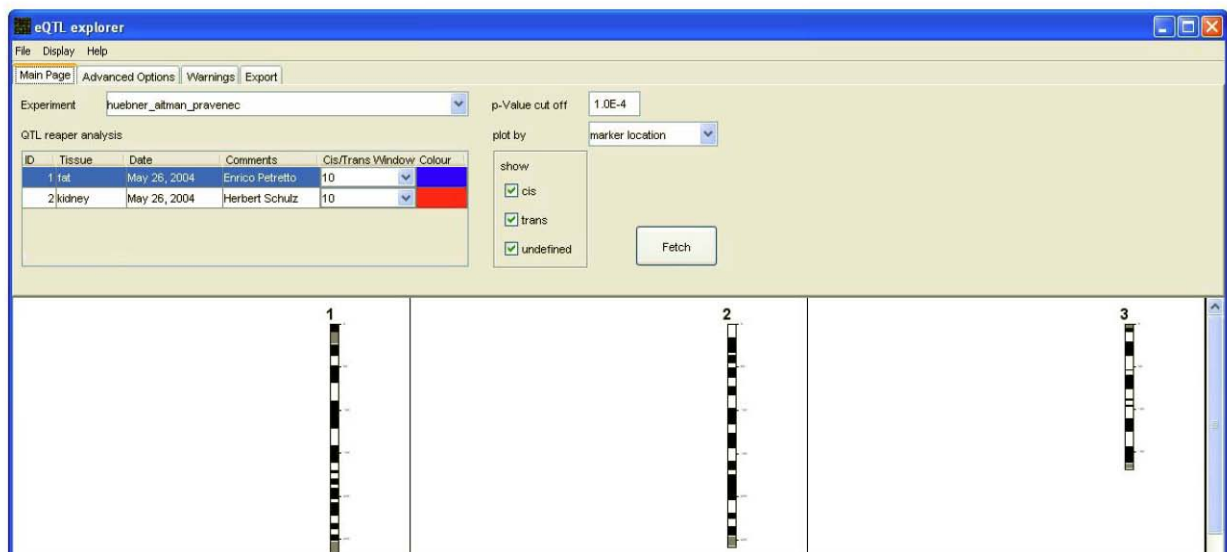 eQTL explorer
File Display Help
Main Page Advanced Options Warnings Export
Experiment huebner_aitman_pravenec p-Value cut off 1.0E-4
QTL reaper analysis plot by marker location
ID Tissue Date Comments Cis/Trans Window Colour
1 fat May 26, 2004 Enrico Petretto 10
2 kidney May 26, 2004 Herbert Schulz 10
show
cis
trans
undefined
Fetch
1 2 3